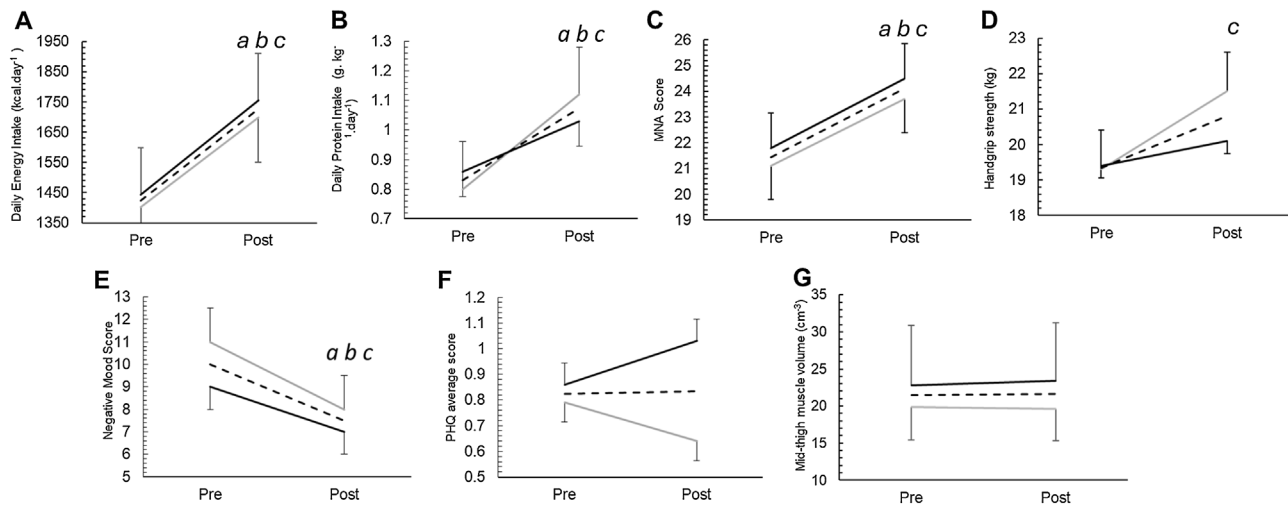 A
Daily Energy Intake (kcal.day-1 )
1950
1850
1750
1650
1550
1450
1350
a b c
Pre
Post
B
Daily Protein Intake (g. kg-
1.day-1)
1.3
1.2
1.1
1
0.9
0.8
0.7
a b c
Pre
Post
C
MNA Score
26
25
24
23
22
21
20
19
a b c
Pre
Post
D
Handgrip strength (kg)
23
22
21
20
19
18
c
Pre
Post
E
Negative Mood Score
13
12
11
10
9
8
7
6
5
a b c
Pre
Post
F
PHQ average score
1.2
1.1
1
0.9
0.8
0.7
0.6
0.5
Pre
Post
G
Mid-thigh muscle volume (cm-3)
35
30
25
20
15
10
Pre
Post